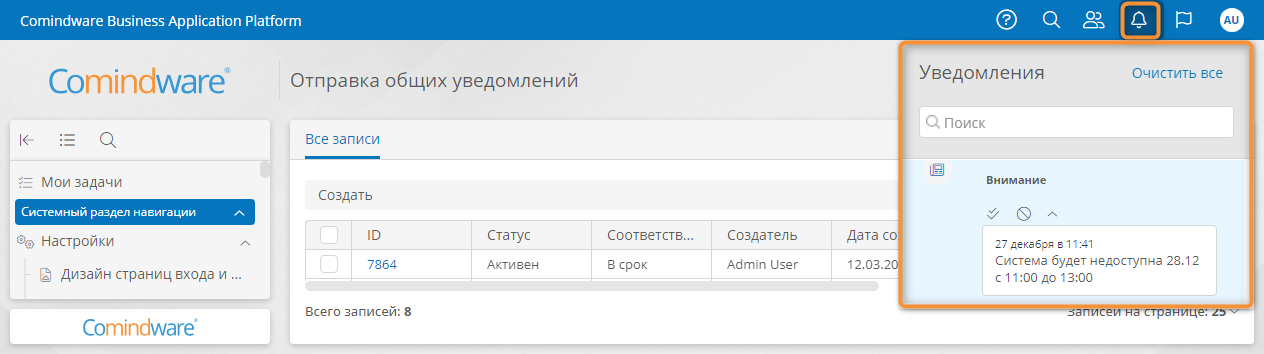 Comindware Business Application Platform
AU
Comindware®
Отправка общих уведомлений
Уведомления
Очистить все
Поиск
Внимание
27 декабря в 11:41
Система будет недоступна 28.12
с 11:00 до 13:00
Мои задачи
Системный раздел навигации
Настройки
Дизайн страниц входа и ...
Comindware®
Все записи
Создать
ID Статус Соответств... Создатель Дата со
7864 Активен В срок Admin User 12.03.20
Всего записей: 8
Записей на странице: 25